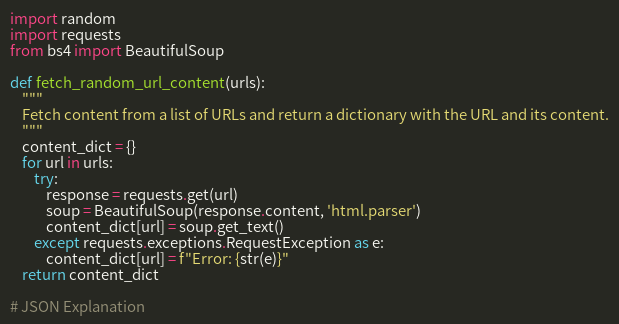 import random
import requests
from bs4 import BeautifulSoup

def fetch_random_url_content(urls):
    """
    Fetch content from a list of URLs and return a dictionary with the URL and its content.
    """
    content_dict = {}
    for url in urls:
        try:
            response = requests.get(url)
            soup = BeautifulSoup(response.content, 'html.parser')
            content_dict[url] = soup.get_text()
        except requests.exceptions.RequestException as e:
            content_dict[url] = f"Error: {str(e)}"
    return content_dict

# JSON Explanation